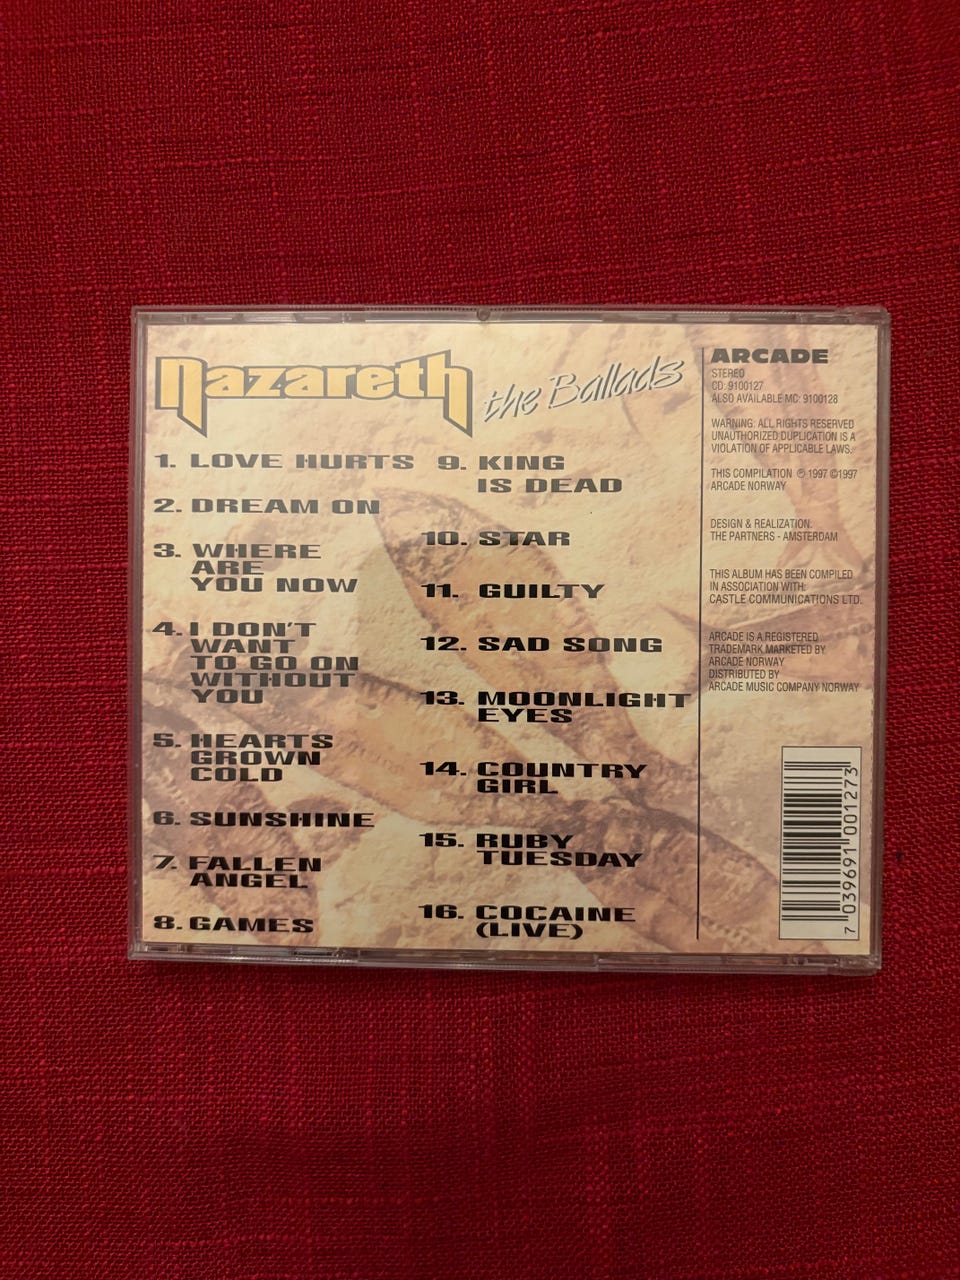 nazareth
the Ballads
1. LOVE HURTS
2. DREAM ON
3. WHERE
ARE
YOU NOW
4. I DON'T
WANT
TO GO ON
WITHOUT
YOU
5. HEARTS
GROWN
COLD
6. SUNSHINE
7. FALLEN
ANGEL
8. GAMES
9. KING
IS DEAD
10. STAR
11. GUILTY
12. SAD SONG
13. MOONLIGHT
EYES
14. COUNTRY
GIRL
15. RUBY
TUESDAY
16. COCAINE
(LIVE)
ARCADE
STEREO
CD: 9100127
ALSO AVAILABLE MC: 9100128
WARNING: ALL RIGHTS RESERVED
UNAUTHORIZED DUPLICATION IS A
VIOLATION OF APPLICABLE LAWS.
THIS COMPILATION ℗ 1997 ©1997
ARCADE NORWAY
DESIGN & REALIZATION:
THE PARTNERS - AMSTERDAM
THIS ALBUM HAS BEEN COMPILED
IN ASSOCIATION WITH:
CASTLE COMMUNICATIONS LTD.
ARCADE IS A REGISTERED
TRADEMARK MARKETED BY
ARCADE NORWAY
DISTRIBUTED BY
ARCADE MUSIC COMPANY NORWAY
7 039691 001273